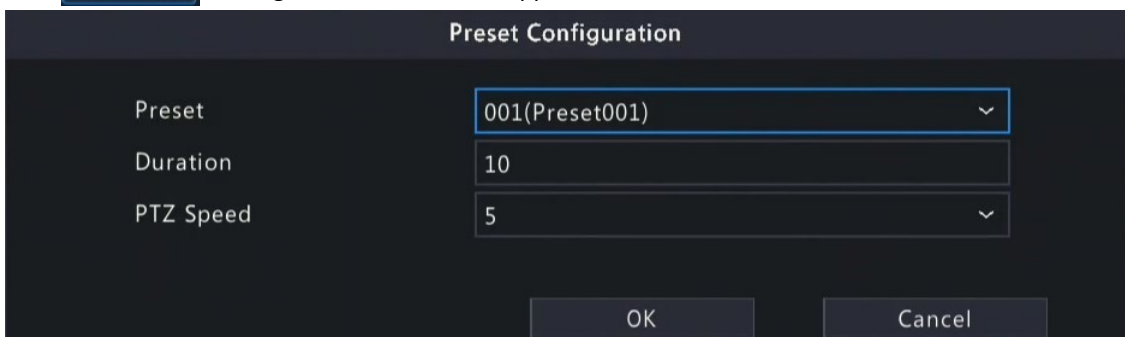 Preset Configuration
Preset 001(Preset001)
Duration 10
PTZ Speed 5
OK Cancel